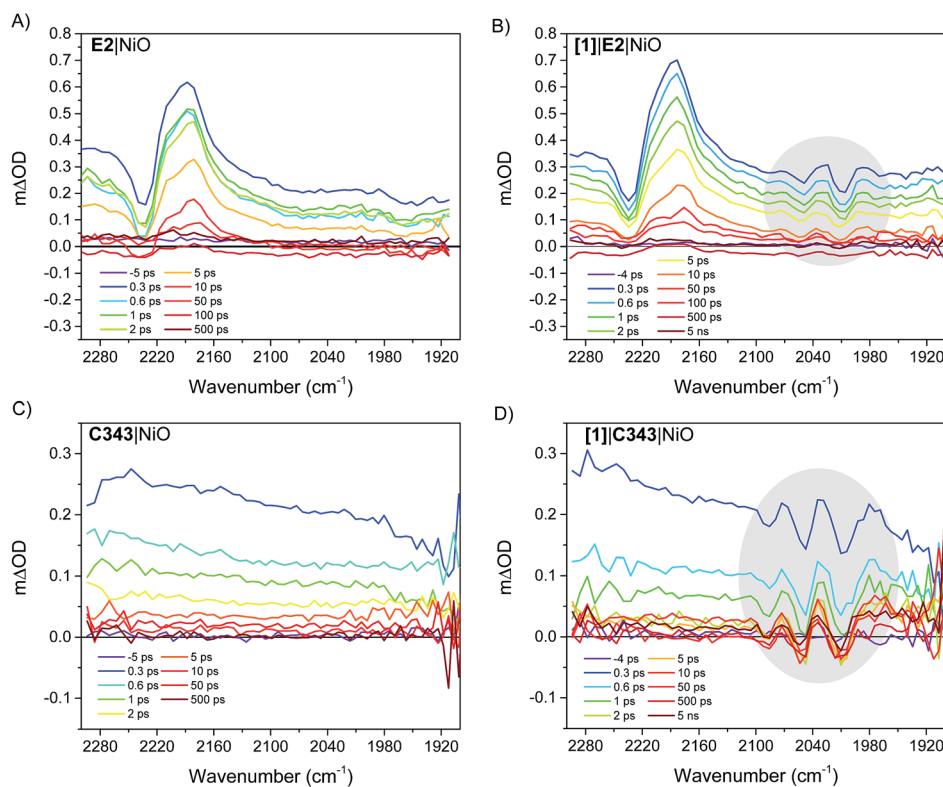 A)
E2|NiO
mΔOD
0.8
0.7
0.6
0.5
0.4
0.3
0.2
0.1
0.0
-0.1
-0.2
-0.3
-5 ps
0.3 ps
0.6 ps
1 ps
2 ps
5 ps
10 ps
50 ps
100 ps
500 ps
2280 2220 2160 2100 2040 1980 1920
Wavenumber (cm⁻¹)
B)
[1]|E2|NiO
mΔOD
0.8
0.7
0.6
0.5
0.4
0.3
0.2
0.1
0.0
-0.1
-0.2
-0.3
-4 ps
0.3 ps
0.6 ps
1 ps
2 ps
5 ps
10 ps
50 ps
100 ps
500 ps
5 ns
2280 2220 2160 2100 2040 1980 1920
Wavenumber (cm⁻¹)
C)
C343|NiO
mΔOD
0.3
0.2
0.1
0.0
-0.1
-5 ps
0.3 ps
0.6 ps
1 ps
2 ps
5 ps
10 ps
50 ps
500 ps
2280 2220 2160 2100 2040 1980 1920
Wavenumber (cm⁻¹)
D)
[1]|C343|NiO
mΔOD
0.3
0.2
0.1
0.0
-0.1
-4 ps
0.3 ps
0.6 ps
1 ps
2 ps
5 ps
10 ps
50 ps
500 ps
5 ns
2280 2220 2160 2100 2040 1980 1920
Wavenumber (cm⁻¹)